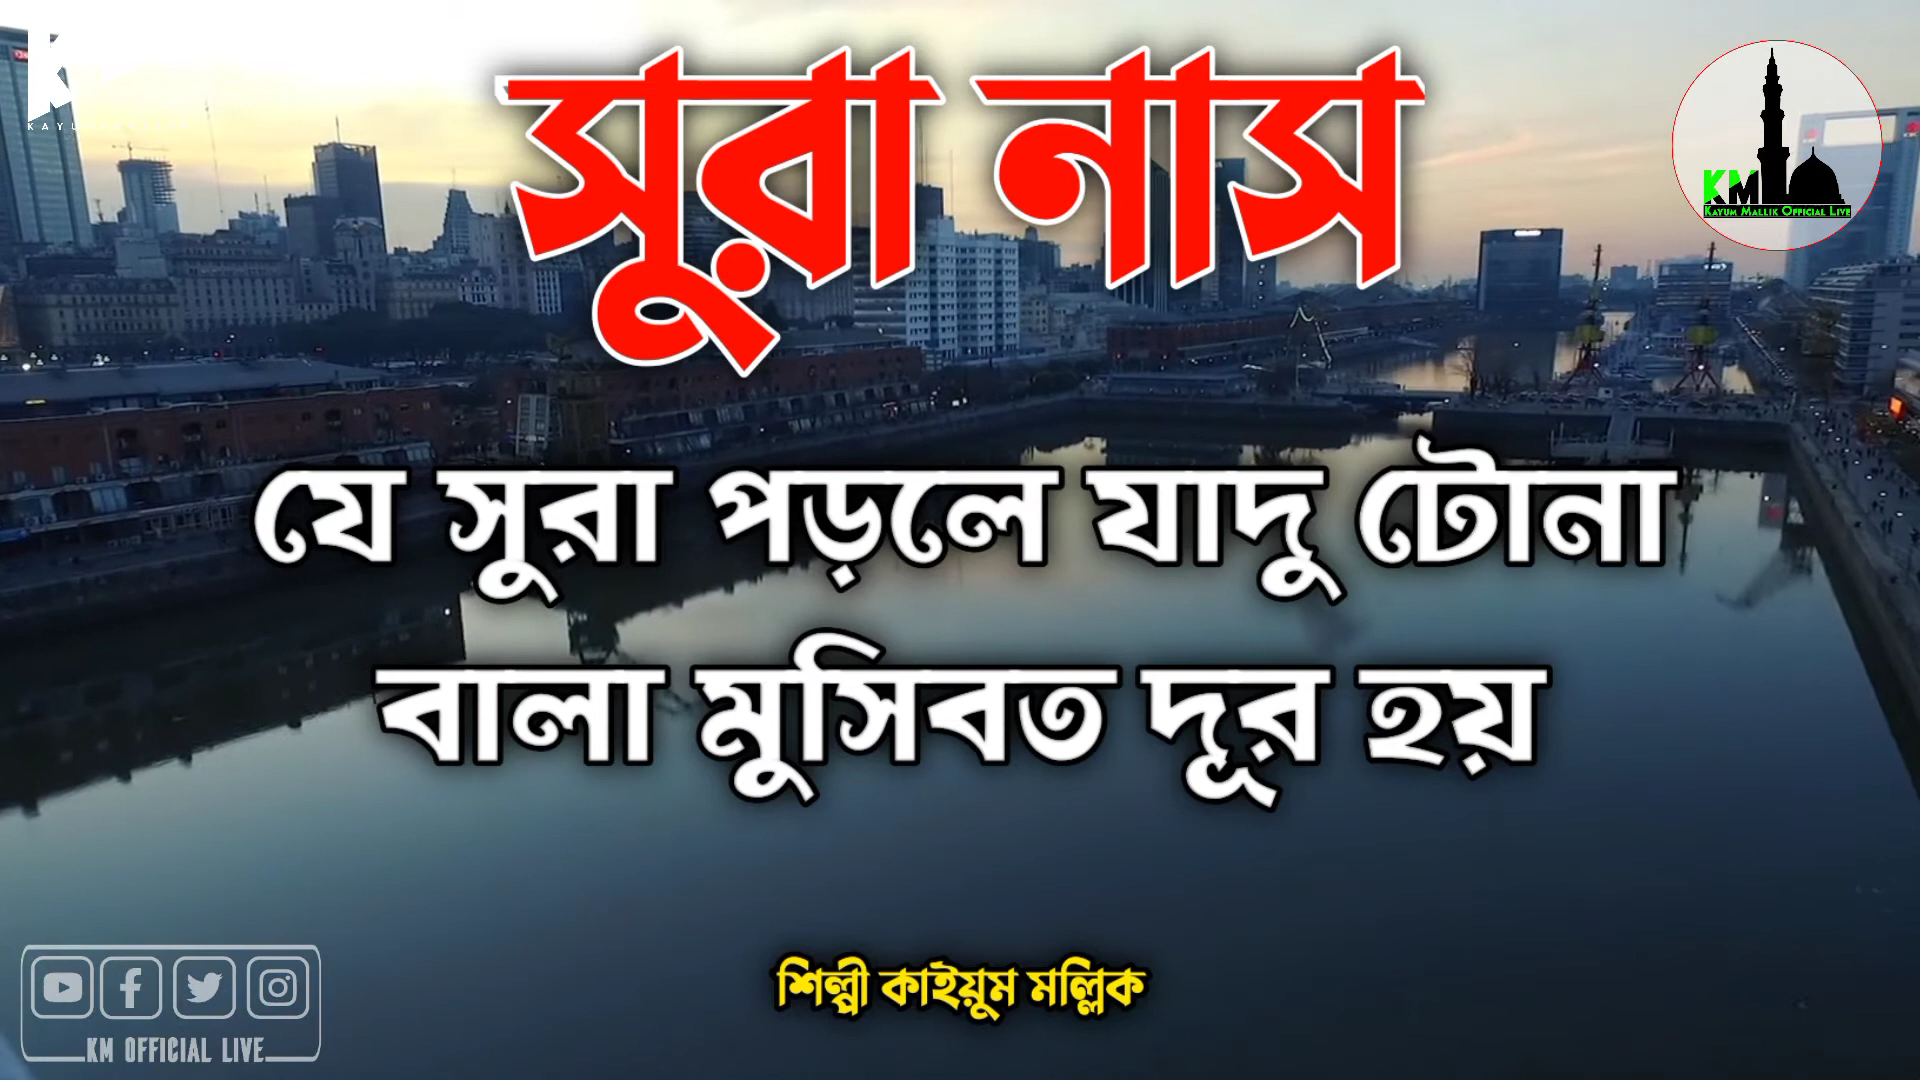 সুরা নাস
KM
KAYUM MALLIK OFFICIAL LIVE
যে সুরা পড়লে যাদু টোনা
বালা মুসিবত দূর হয়
শিল্পী কাইয়ুম মল্লিক
KM OFFICIAL LIVE